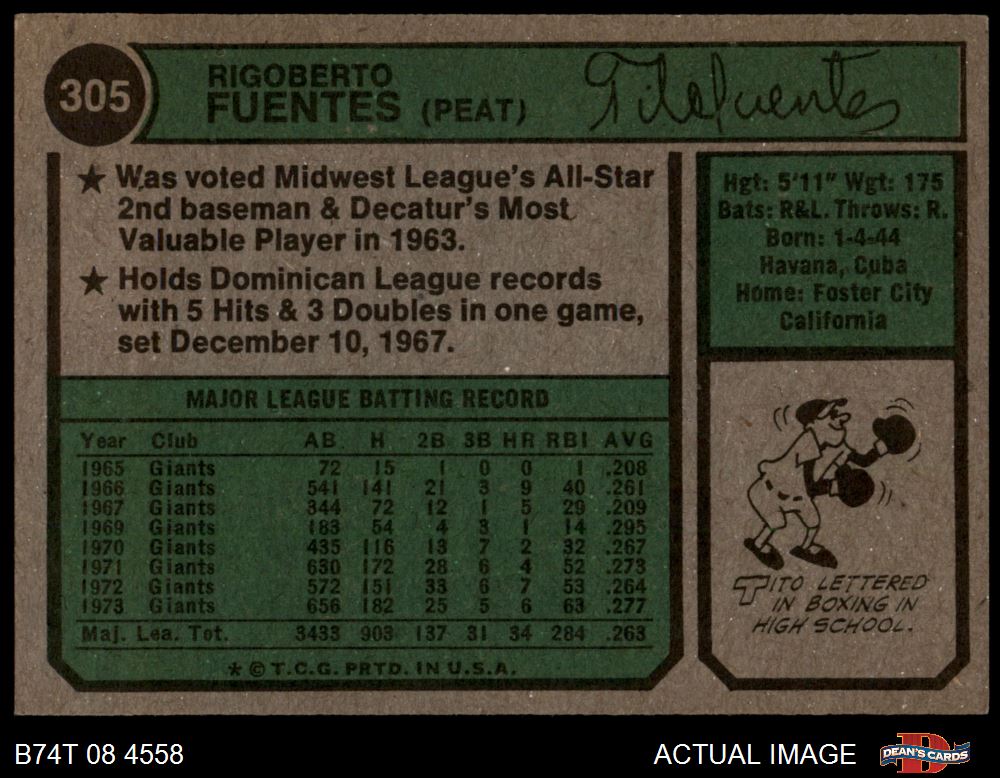 305
RIGOBERTO
FUENTES (PEAT)
Tito Fuentes
★ Was voted Midwest League's All-Star
2nd baseman & Decatur's Most
Valuable Player in 1963.
★ Holds Dominican League records
with 5 Hits & 3 Doubles in one game,
set December 10, 1967.
Hgt: 5'11" Wgt: 175
Bats: R&L. Throws: R.
Born: 1-4-44
Havana, Cuba
Home: Foster City
California
MAJOR LEAGUE BATTING RECORD
Year Club AB H 2B 3B HR RBI AVG
1965 Giants 72 15 1 0 0 1 .208
1966 Giants 541 141 21 3 9 40 .261
1967 Giants 344 72 12 1 5 29 .209
1969 Giants 183 54 4 3 1 14 .295
1970 Giants 435 116 13 7 2 32 .267
1971 Giants 630 172 28 6 4 52 .273
1972 Giants 572 151 33 6 7 53 .264
1973 Giants 656 182 25 5 6 63 .277
Maj. Lea. Tot. 3433 903 137 31 34 284 .263
* © T.C.G. PRTD. IN U.S.A.
TITO LETTERED
IN BOXING IN
HIGH SCHOOL.
B74T 08 4558
ACTUAL IMAGE
DEAN'S CARDS